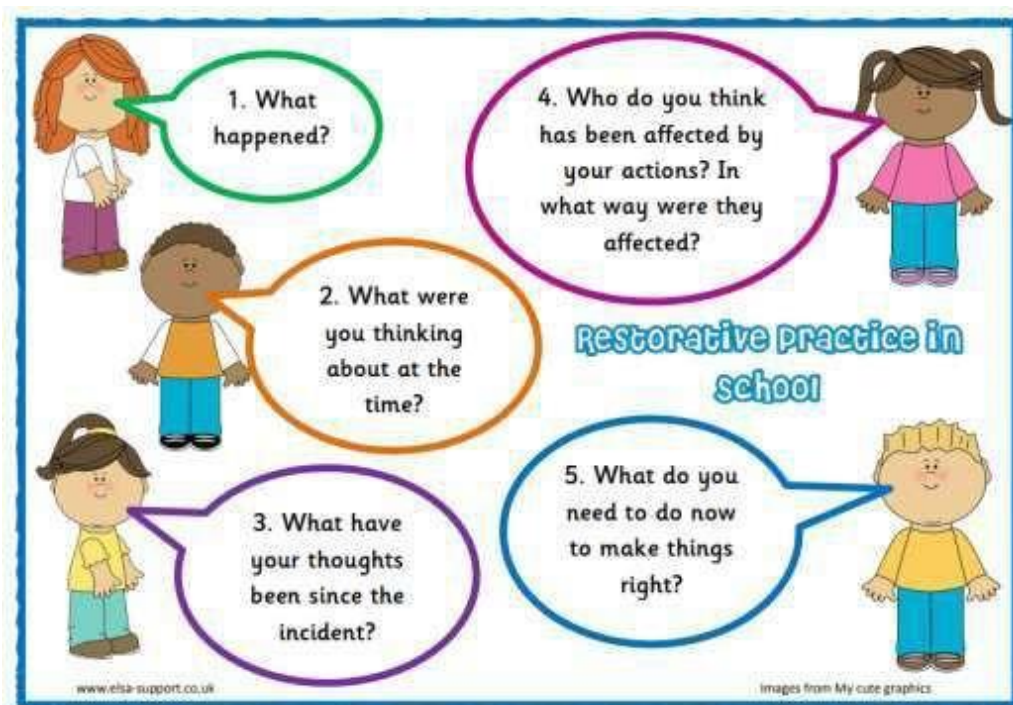 1. What
happened?
2. What were
you thinking
about at the
time?
3. What have
your thoughts
been since the
incident?
4. Who do you think
has been affected by
your actions? In
what way were they
affected?
Restorative Practice in
school
5. What do you
need to do now
to make things
right?
www.elsa-support.co.uk
Images from My cute graphics